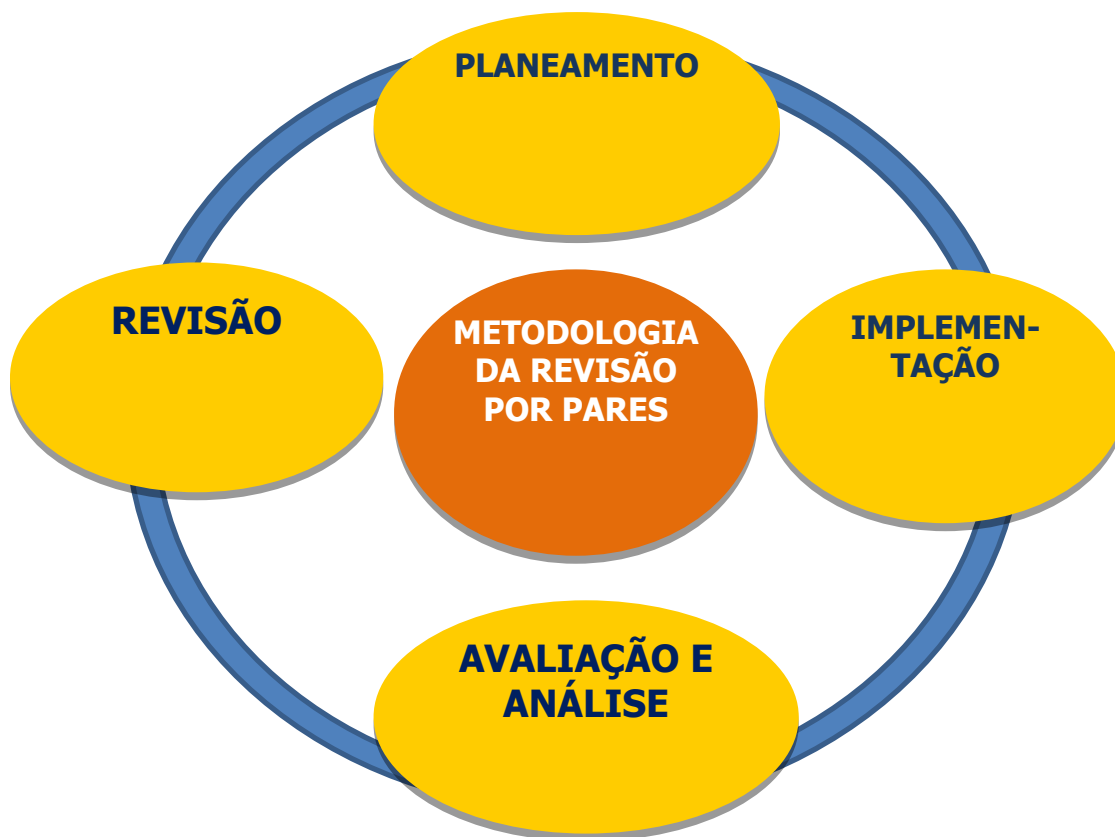 PLANEAMENTO
REVISÃO
METODOLOGIA
DA REVISÃO
POR PARES
IMPLEMEN-
TAÇÃO
AVALIAÇÃO E
ANÁLISE